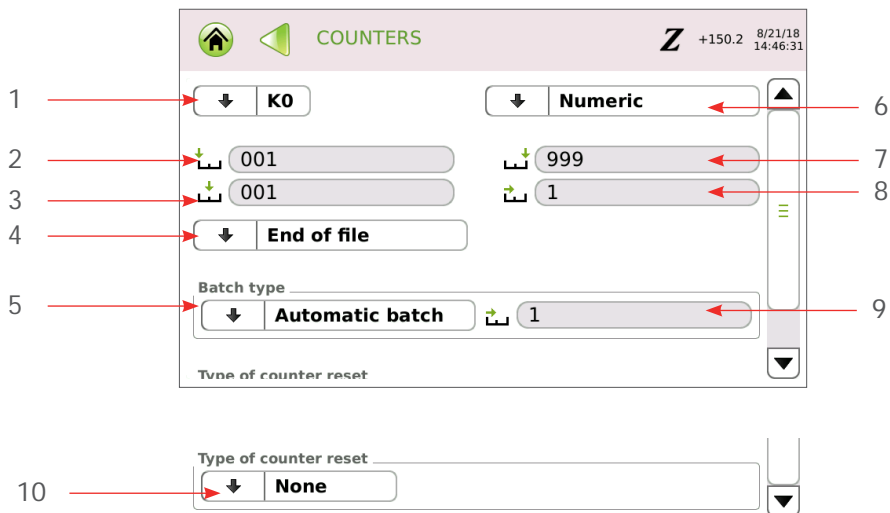 COUNTERS Z +150.2 8/21/18
14:46:31
1 K0 Numeric 6
2 001 999 7
3 001 1 8
4 End of file
Batch type
5 Automatic batch 1 9
Type of counter reset
Type of counter reset
10 None